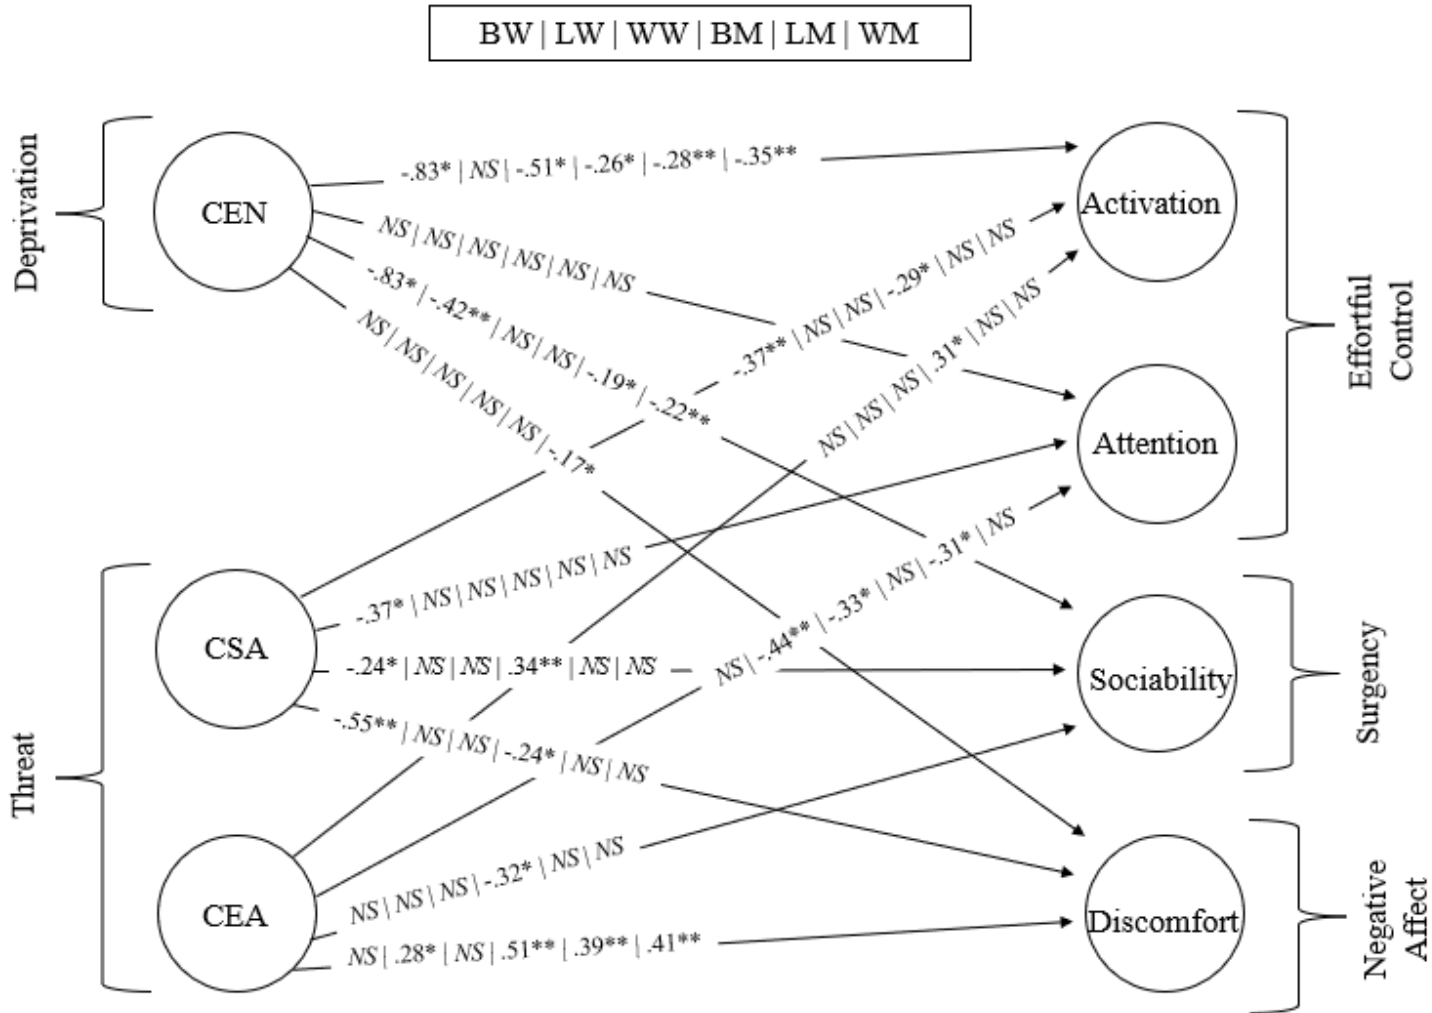 BW | LW | WW | BM | LM | WM
Deprivation
CEN
-.83* | NS | -.51* | -.26* | -.28** | -.35**
NS | NS | NS | NS | NS | NS
-.83* | -.42** | NS | NS | -.19* | -.22**
NS | NS | NS | NS | NS | -.17*
Threat
CSA
-.37** | NS | NS | -.29* | NS | NS
-.37* | NS | NS | NS | NS | NS
-.24* | NS | NS | .34** | NS | NS
-.55** | NS | NS | -.24* | NS | NS
CEA
NS | NS | NS | .31* | NS | NS
NS | -.44** | -.33* | NS | -.31* | NS
NS | NS | NS | -.32* | NS | NS
NS | .28* | NS | .51** | .39** | .41**
Activation
Attention
Effortful
Control
Sociability
Surgency
Discomfort
Negative
Affect